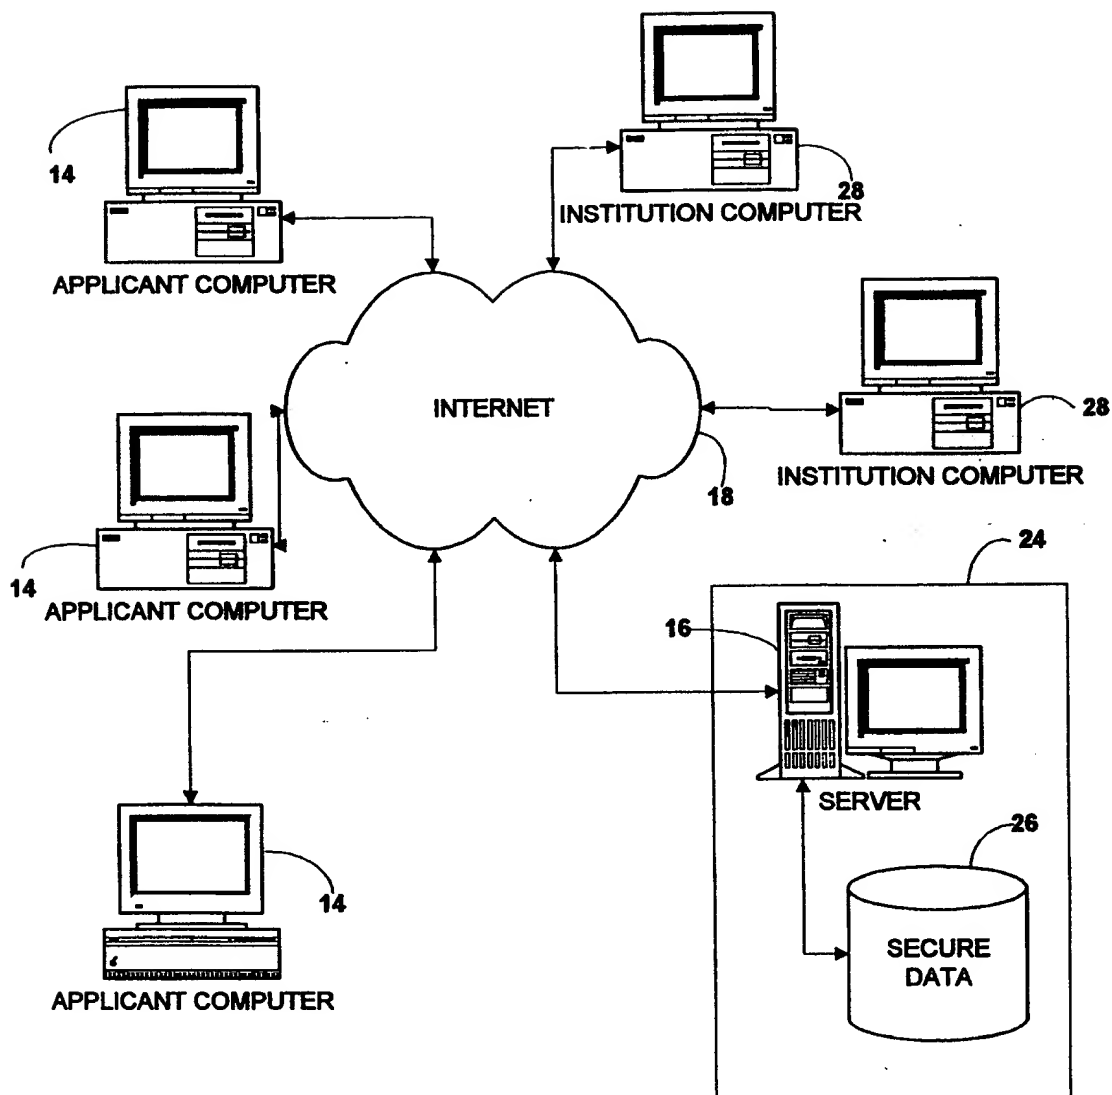 14
APPLICANT COMPUTER
28
INSTITUTION COMPUTER
INTERNET
18
28
INSTITUTION COMPUTER
14
APPLICANT COMPUTER
24
16
SERVER
26
SECURE
DATA
14
APPLICANT COMPUTER